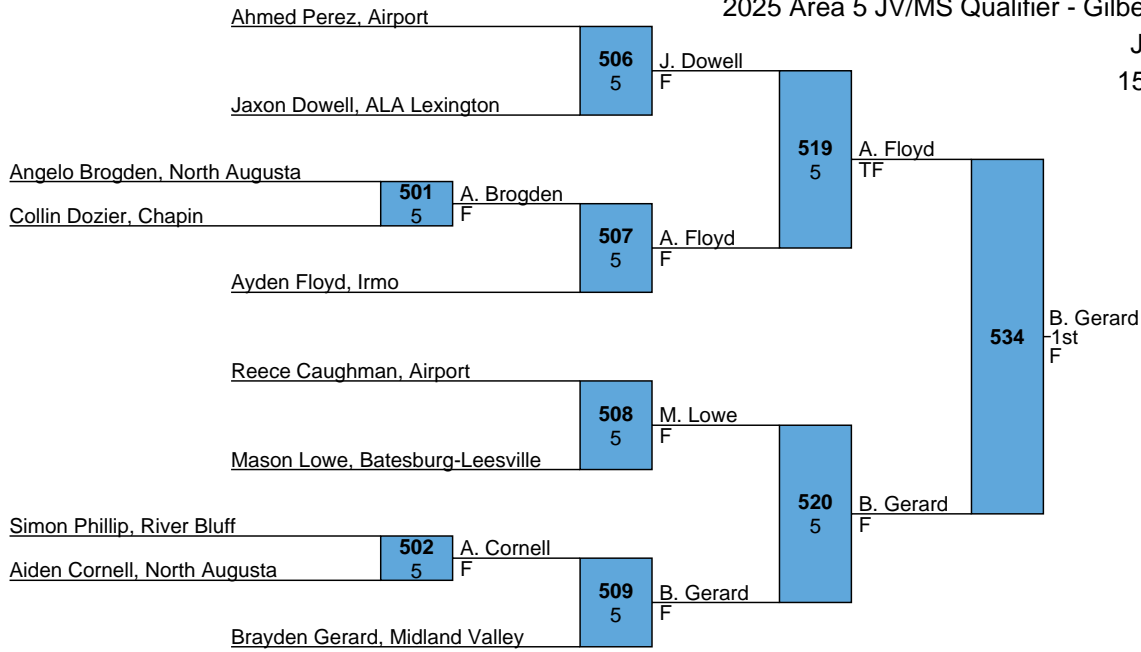 2025 Area 5 JV/MS Qualifier - Gilbe
J
15
Ahmed Perez, Airport
506
5
J. Dowell
F
Jaxon Dowell, ALA Lexington
519
5
A. Floyd
TF
Angelo Brogden, North Augusta
501
5
A. Brogden
F
Collin Dozier, Chapin
507
5
A. Floyd
F
Ayden Floyd, Irmo
534
B. Gerard
1st
F
Reece Caughman, Airport
508
5
M. Lowe
F
Mason Lowe, Batesburg-Leesville
520
5
B. Gerard
F
Simon Phillip, River Bluff
502
5
A. Cornell
F
Aiden Cornell, North Augusta
509
5
B. Gerard
F
Brayden Gerard, Midland Valley